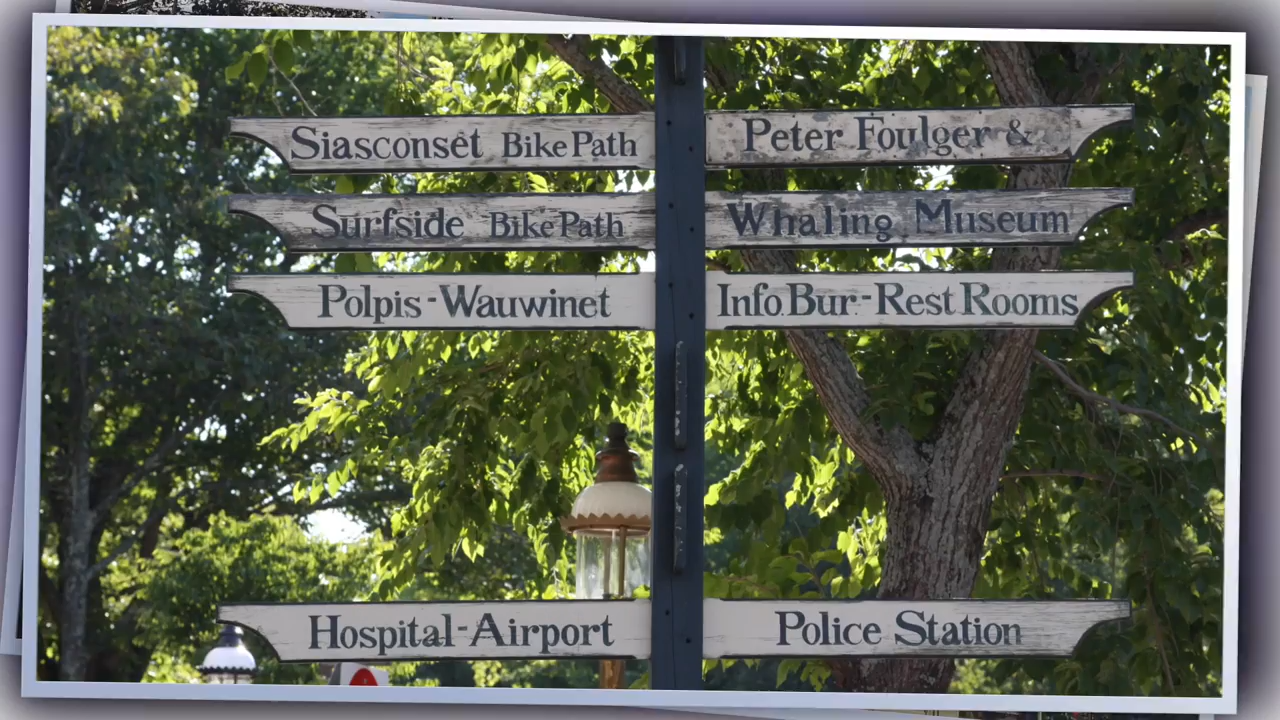 Siasconset Bike Path
Surfside Bike Path
Polpis-Wauwinet
Hospital-Airport
Peter Foulger &
Whaling Museum
Info. Bur.-Rest Rooms
Police Station